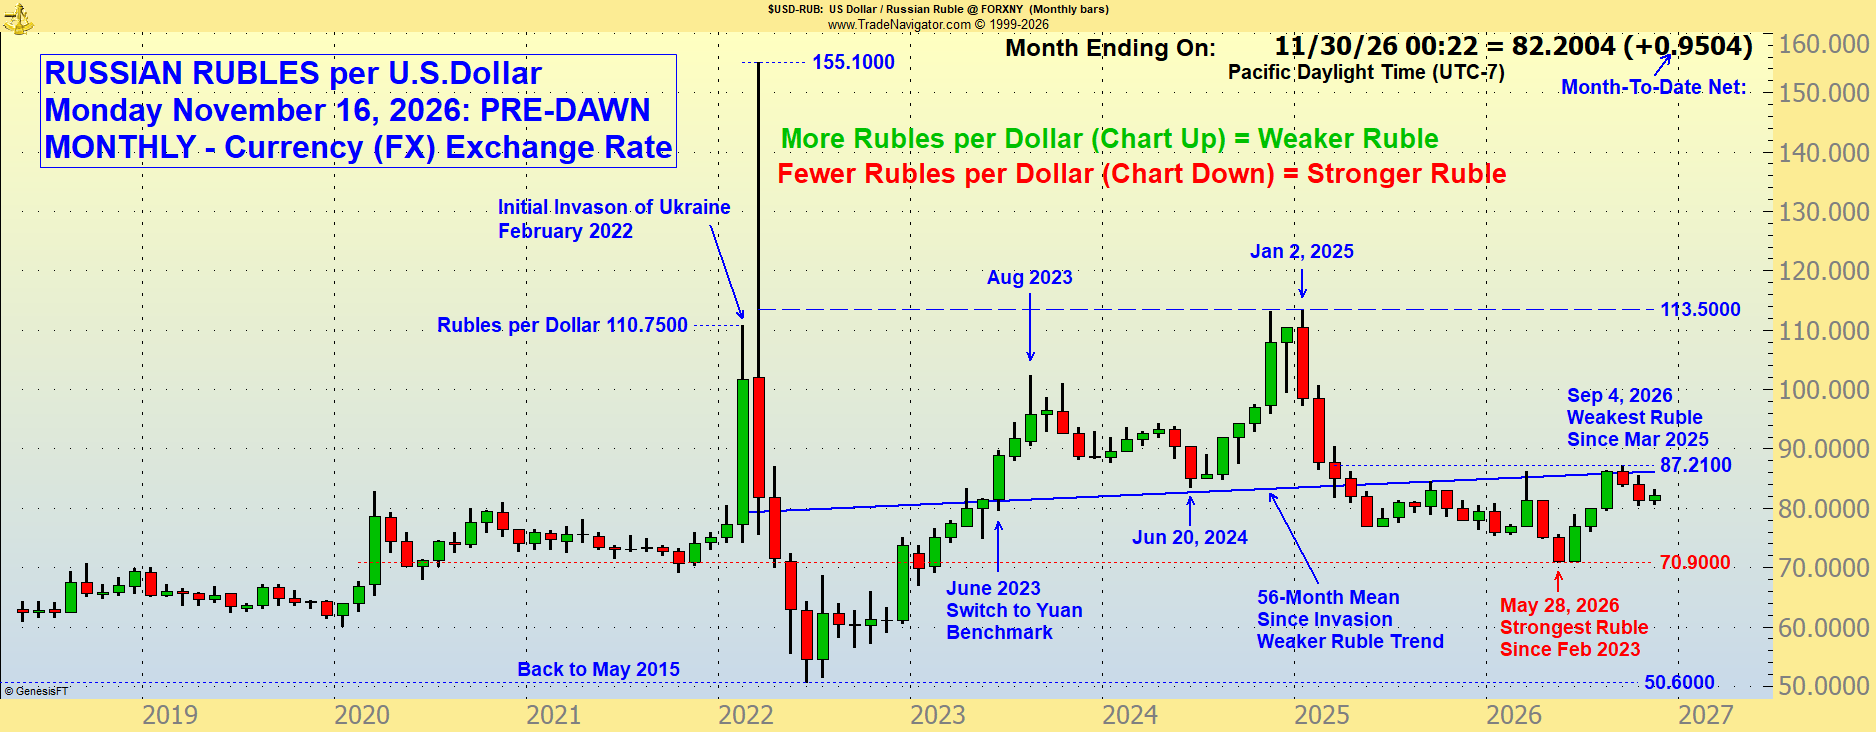 $USD-RUB: US Dollar / Russian Ruble @ FORXNY (Monthly bars)
www.TradeNavigator.com © 1999-2026
Month Ending On: 11/30/26 00:22 = 82.2004 (+0.9504)
Pacific Daylight Time (UTC-7)
Month-To-Date Net:
RUSSIAN RUBLES per U.S.Dollar
Monday November 16, 2026: PRE-DAWN
MONTHLY - Currency (FX) Exchange Rate
155.1000
More Rubles per Dollar (Chart Up) = Weaker Ruble
Fewer Rubles per Dollar (Chart Down) = Stronger Ruble
Initial Invason of Ukraine
February 2022
Jan 2, 2025
Aug 2023
113.5000
Rubles per Dollar 110.7500
Sep 4, 2026
Weakest Ruble
Since Mar 2025
87.2100
Jun 20, 2024
70.9000
June 2023
Switch to Yuan
Benchmark
56-Month Mean
Since Invasion
Weaker Ruble Trend
May 28, 2026
Strongest Ruble
Since Feb 2023
Back to May 2015
50.6000
© GenesisFT
160.000
150.000
140.000
130.000
120.000
110.000
100.000
90.0000
80.0000
70.0000
60.0000
50.0000
2019 2020 2021 2022 2023 2024 2025 2026 2027